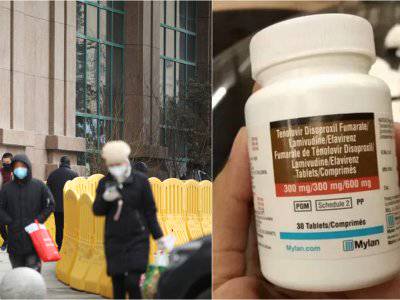 Tenofovir Disoproxil Fumarate/
Lamivudine/Efavirenz
Fumarate de Ténofovir Disoproxil/
Lamivudine/Efavirenz
Tablets/Comprimés
300 mg/300 mg/600 mg
PGM Schedule 2 PP
30 Tablets/Comprimés
Mylan.com Mylan